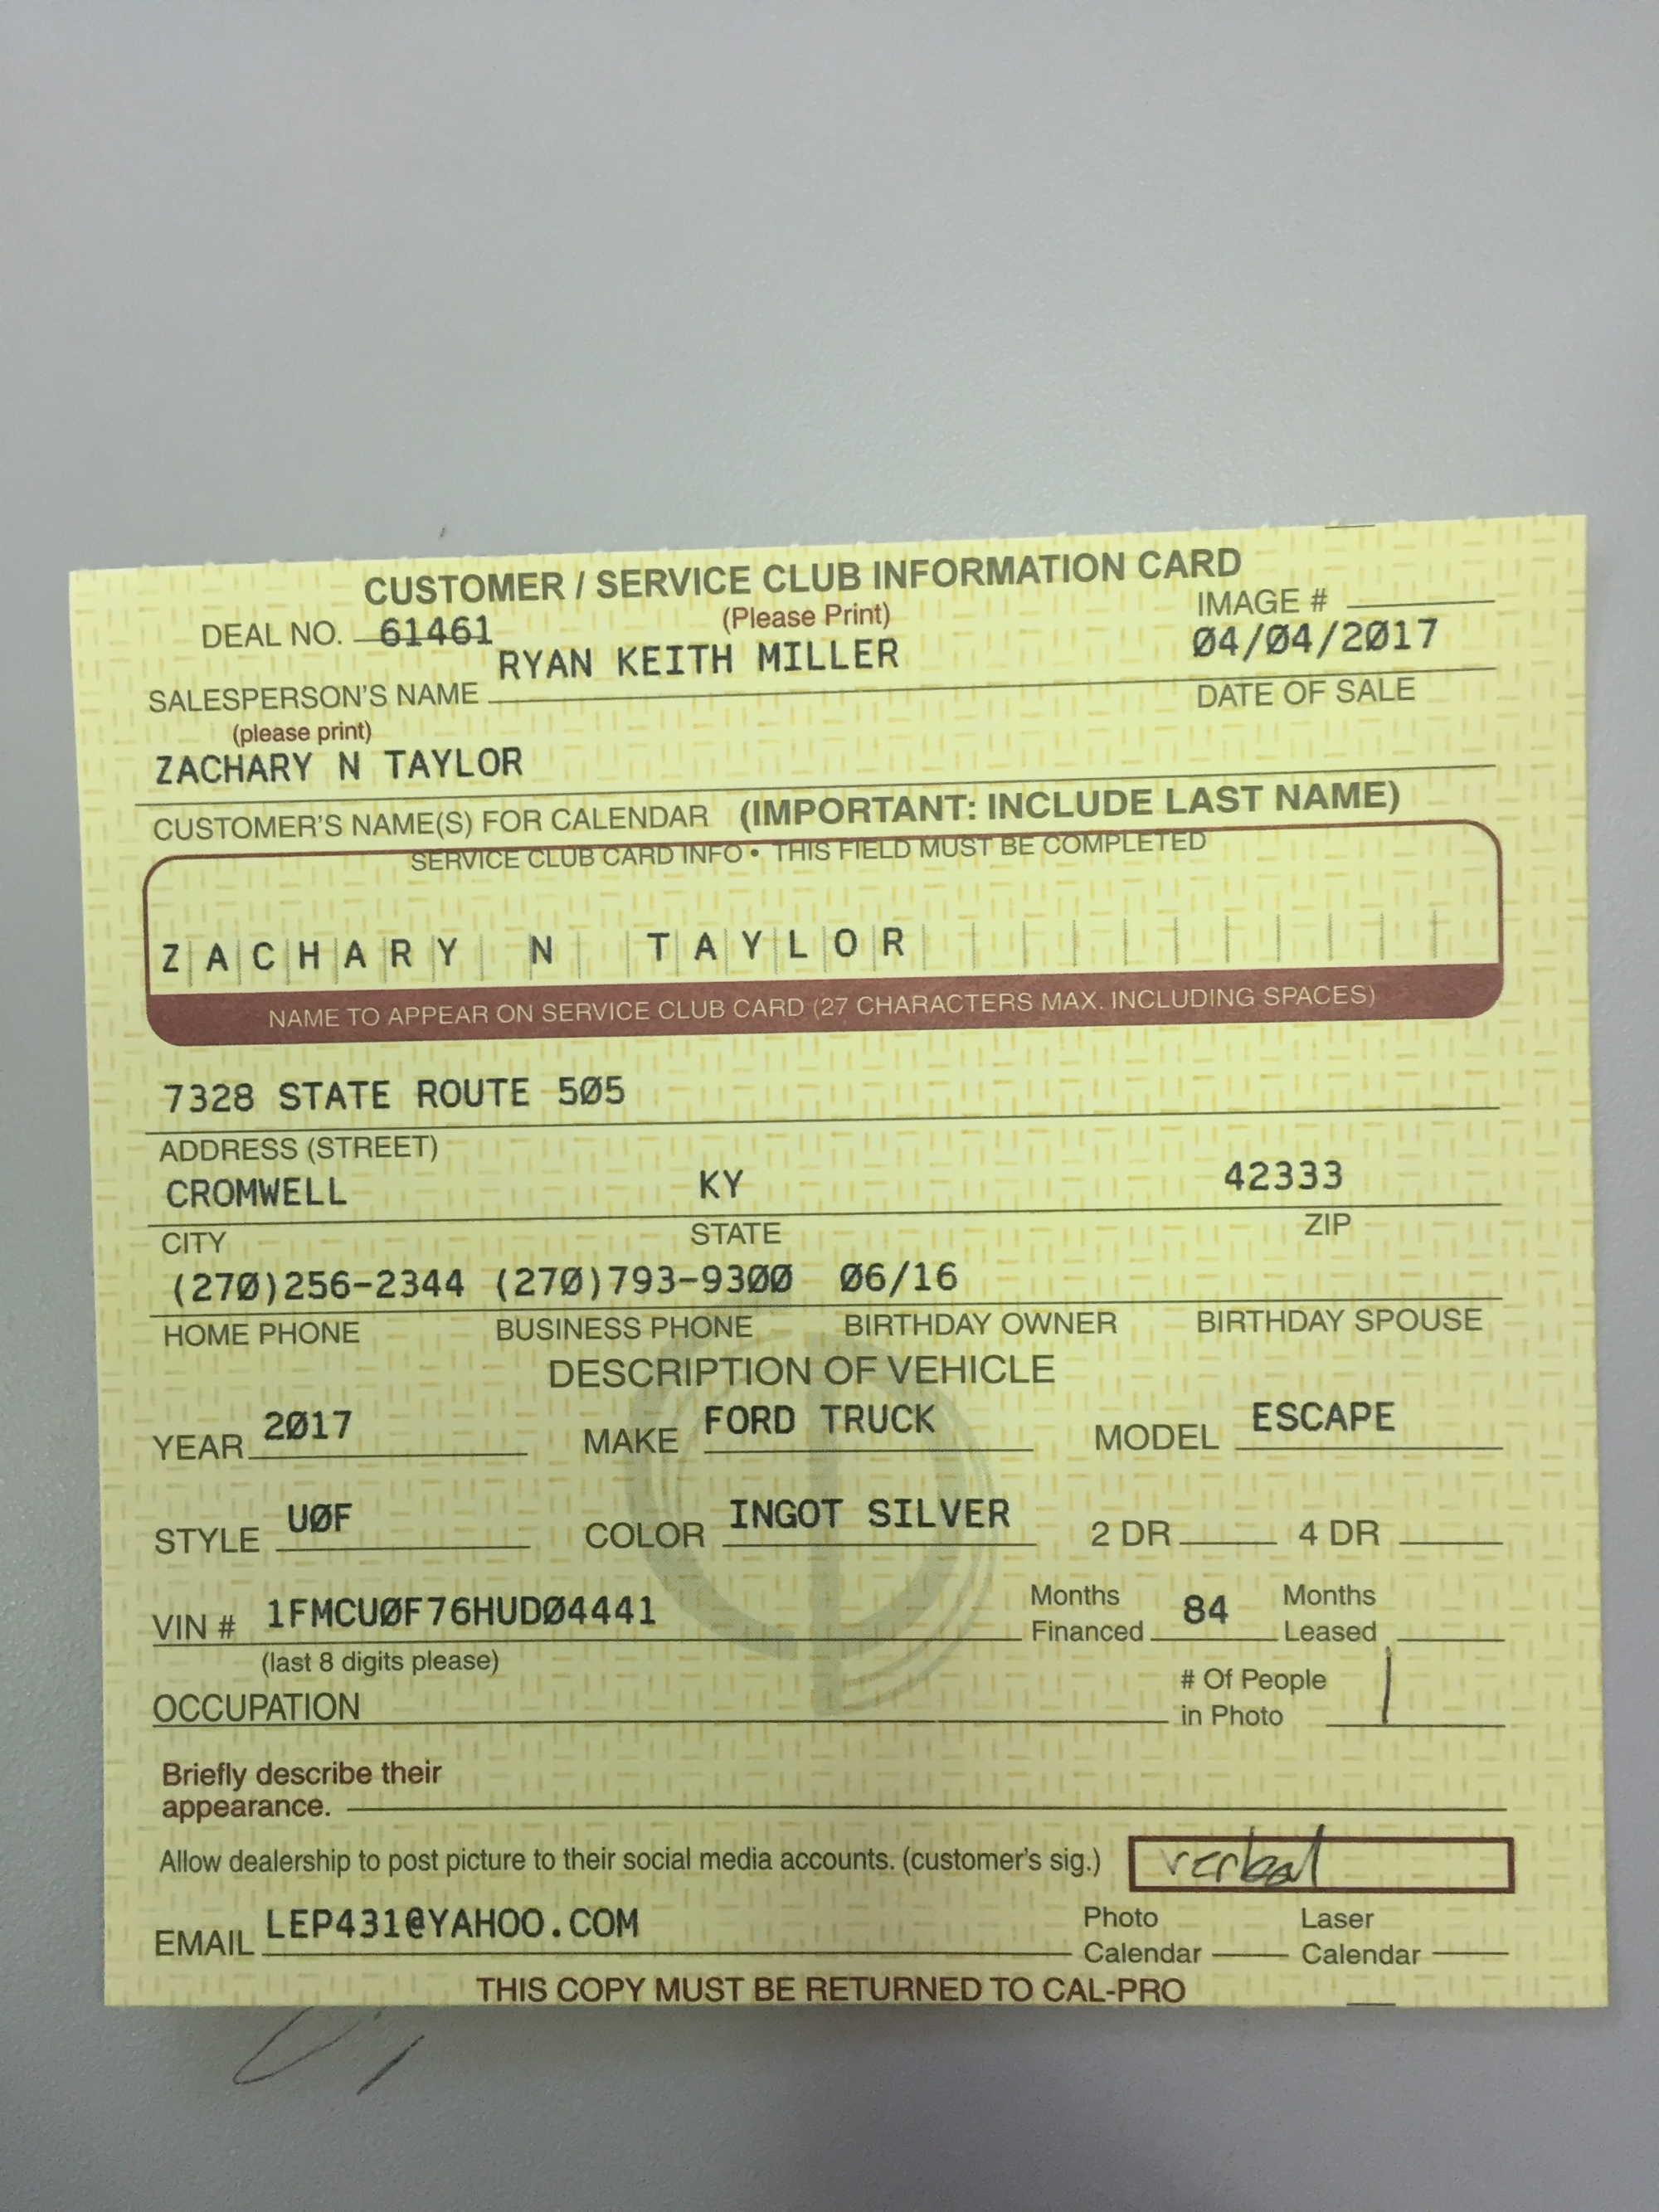 CUSTOMER / SERVICE CLUB INFORMATION CARD
(Please Print)
IMAGE #
DEAL NO. 61461
SALESPERSON'S NAME RYAN KEITH MILLER
04/04/2017
DATE OF SALE
(please print)
ZACHARY N TAYLOR
CUSTOMER'S NAME(S) FOR CALENDAR (IMPORTANT: INCLUDE LAST NAME)
SERVICE CLUB CARD INFO • THIS FIELD MUST BE COMPLETED
ZACHARY N TAYLOR
NAME TO APPEAR ON SERVICE CLUB CARD (27 CHARACTERS MAX. INCLUDING SPACES)
7328 STATE ROUTE 505
ADDRESS (STREET)
CROMWELL KY 42333
CITY STATE ZIP
(270)256-2344 (270)793-9300 06/16
HOME PHONE BUSINESS PHONE BIRTHDAY OWNER BIRTHDAY SPOUSE
DESCRIPTION OF VEHICLE
YEAR 2017 MAKE FORD TRUCK MODEL ESCAPE
STYLE U0F COLOR INGOT SILVER 2 DR 4 DR
VIN # 1FMCU0F76HUD04441 Months Financed 84 Months Leased
(last 8 digits please)
OCCUPATION # Of People in Photo 1
Briefly describe their
appearance.
Allow dealership to post picture to their social media accounts. (customer's sig.) verbal
EMAIL LEP431@YAHOO.COM Photo Calendar Laser Calendar
THIS COPY MUST BE RETURNED TO CAL-PRO